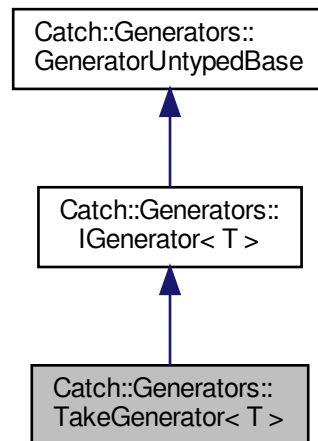 Catch::Generators::
GeneratorUntypedBase
Catch::Generators::
IGenerator< T >
Catch::Generators::
TakeGenerator< T >